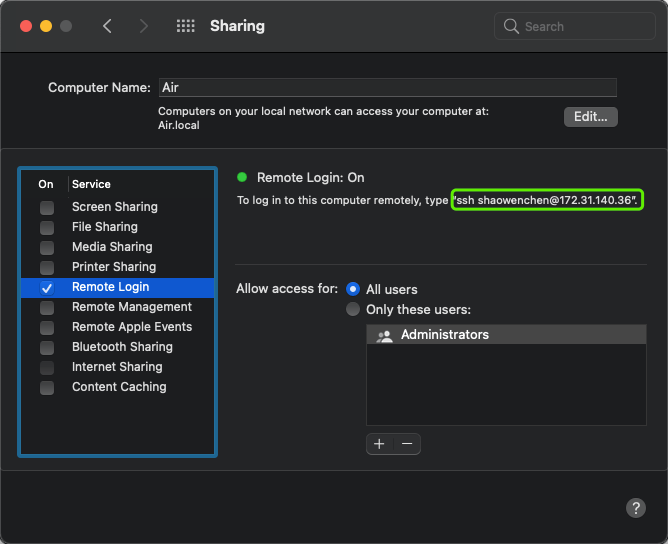 Sharing
Search
Computer Name:
Air
Computers on your local network can access your computer at:
Air.local
Edit...
On Service
Screen Sharing
File Sharing
Media Sharing
Printer Sharing
Remote Login
Remote Management
Remote Apple Events
Bluetooth Sharing
Internet Sharing
Content Caching
Remote Login: On
To log in to this computer remotely, type "ssh shaowenchen@172.31.140.36".
Allow access for:
All users
Only these users:
Administrators
+ −
?